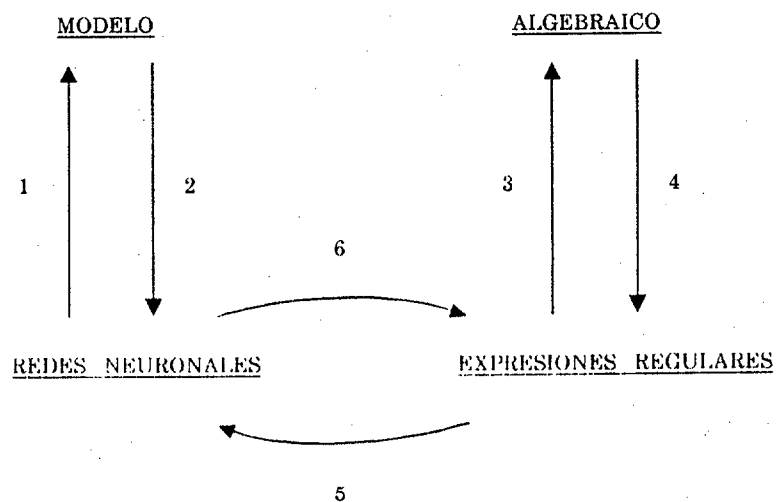 MODELO ALGEBRAICO
1 2 3 4
6
REDES NEURONALES EXPRESIONES REGULARES
5